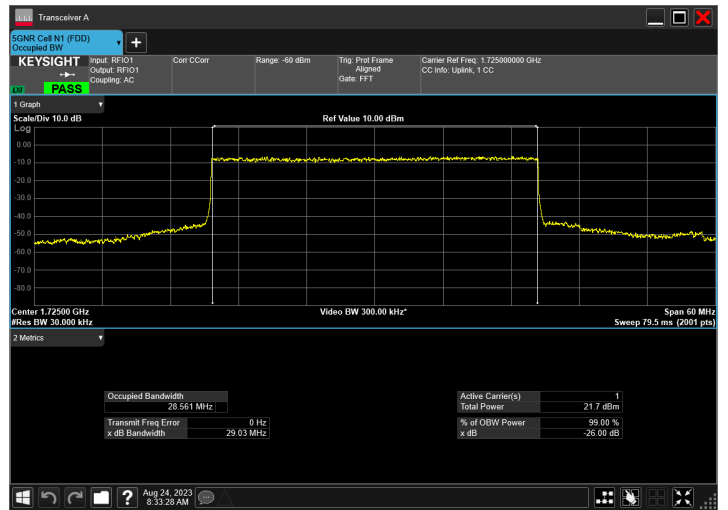 Transceiver A
5GNR Cell N1 (FDD)
Occupied BW
KEYSIGHT
LXI
PASS
Input: RFIO1
Output: RFIO1
Coupling: AC
Corr CCorr
Range: -60 dBm
Trig: Prot Frame
Aligned
Gate: FFT
Carrier Ref Freq: 1.725000000 GHz
CC Info: Uplink, 1 CC
1 Graph
Scale/Div 10.0 dB
Ref Value 10.00 dBm
Log
0.00
-10.0
-20.0
-30.0
-40.0
-50.0
-60.0
-70.0
-80.0
Center 1.72500 GHz
Video BW 300.00 kHz*
Span 60 MHz
#Res BW 30.000 kHz
Sweep 79.5 ms (2001 pts)
2 Metrics
Occupied Bandwidth
28.561 MHz
Transmit Freq Error 0 Hz
x dB Bandwidth 29.03 MHz
Active Carrier(s) 1
Total Power 21.7 dBm
% of OBW Power 99.00 %
x dB -26.00 dB
?
Aug 24, 2023
8:33:28 AM